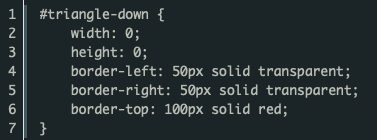 1 #triangle-down {
2     width: 0;
3     height: 0;
4     border-left: 50px solid transparent;
5     border-right: 50px solid transparent;
6     border-top: 100px solid red;
7 }